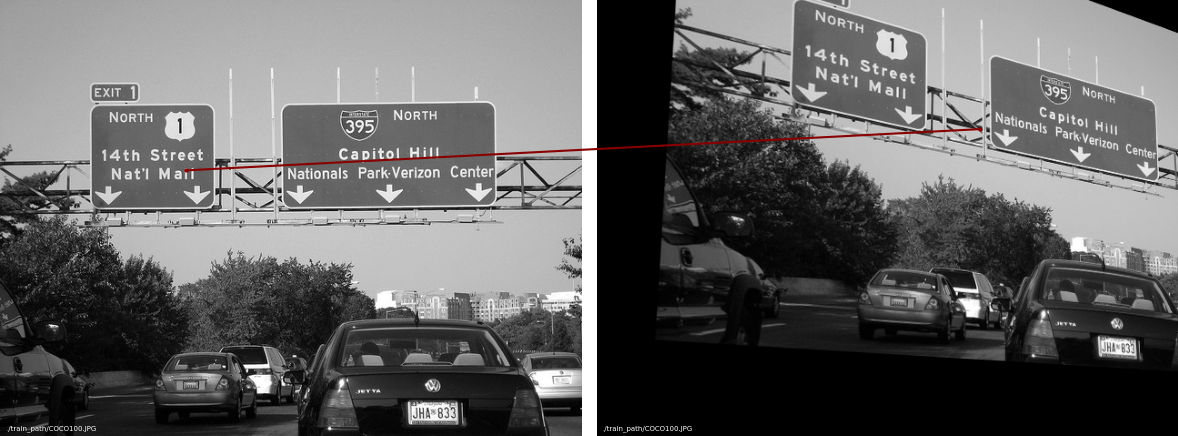 EXIT 1
NORTH
1
14th Street
Nat'l Mall
395
NORTH
Capitol Hill
Nationals Park·Verizon Center
JETTA
JHA 833
/train_path/COCO100.JPG
NORTH
1
14th Street
Nat'l Mall
395
NORTH
Capitol Hill
Nationals Park·Verizon Center
JETTA
JHA 833
/train_path/COCO100.JPG